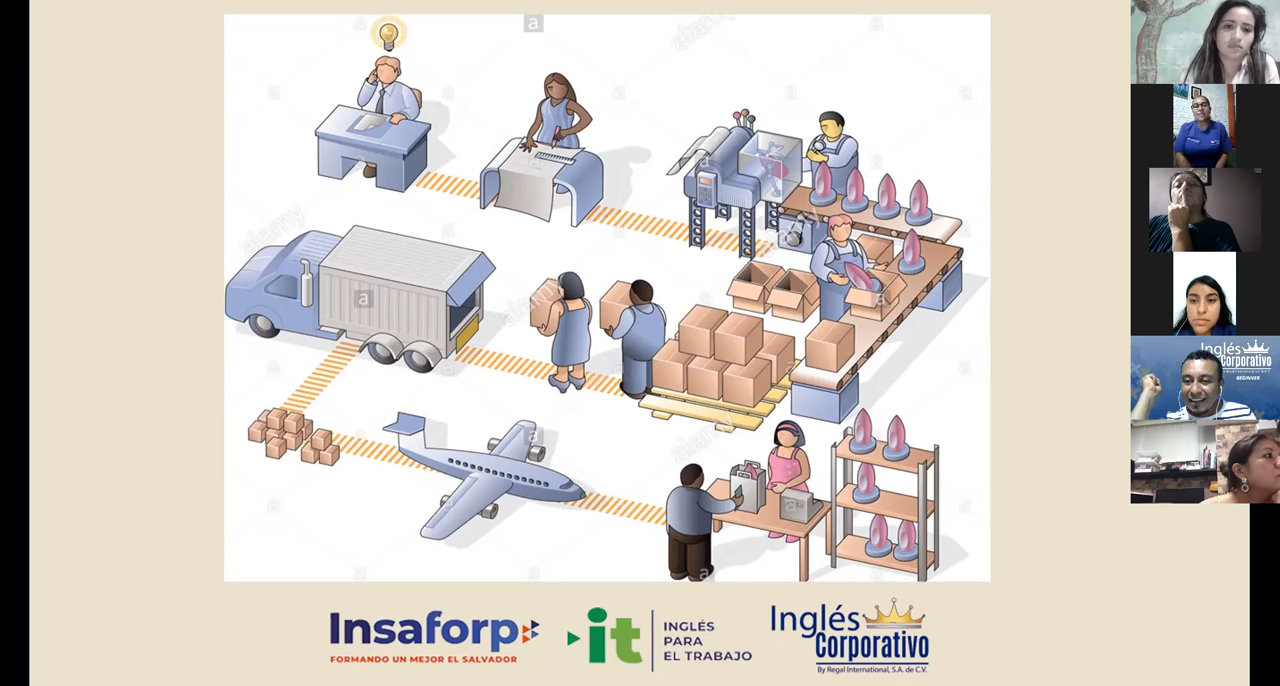 a
alamy
Inglés
Corporativo
BEGINNER
Insaforp
FORMANDO UN MEJOR EL SALVADOR
it
INGLÉS
PARA
EL TRABAJO
Inglés
Corporativo
By Regal International, S.A. de C.V.